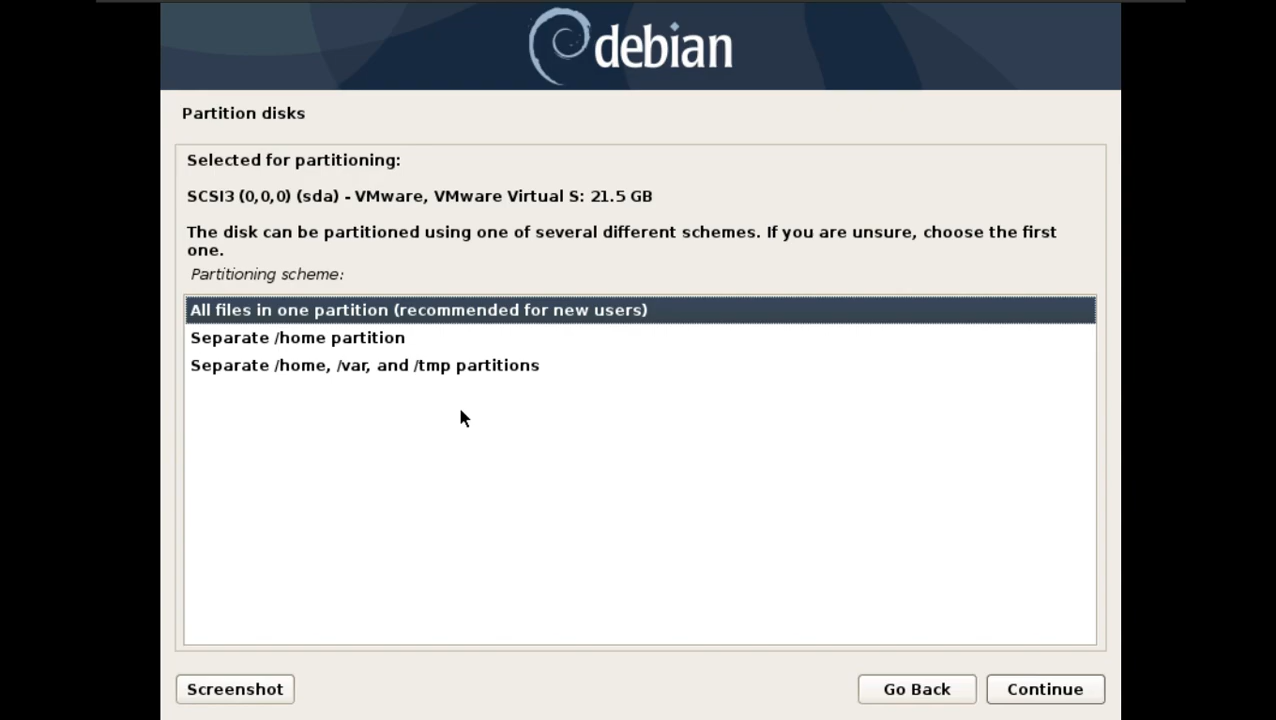 debian
Partition disks
Selected for partitioning:
SCSI3 (0,0,0) (sda) - VMware, VMware Virtual S: 21.5 GB
The disk can be partitioned using one of several different schemes. If you are unsure, choose the first
one.
Partitioning scheme:
All files in one partition (recommended for new users)
Separate /home partition
Separate /home, /var, and /tmp partitions
Screenshot
Go Back
Continue